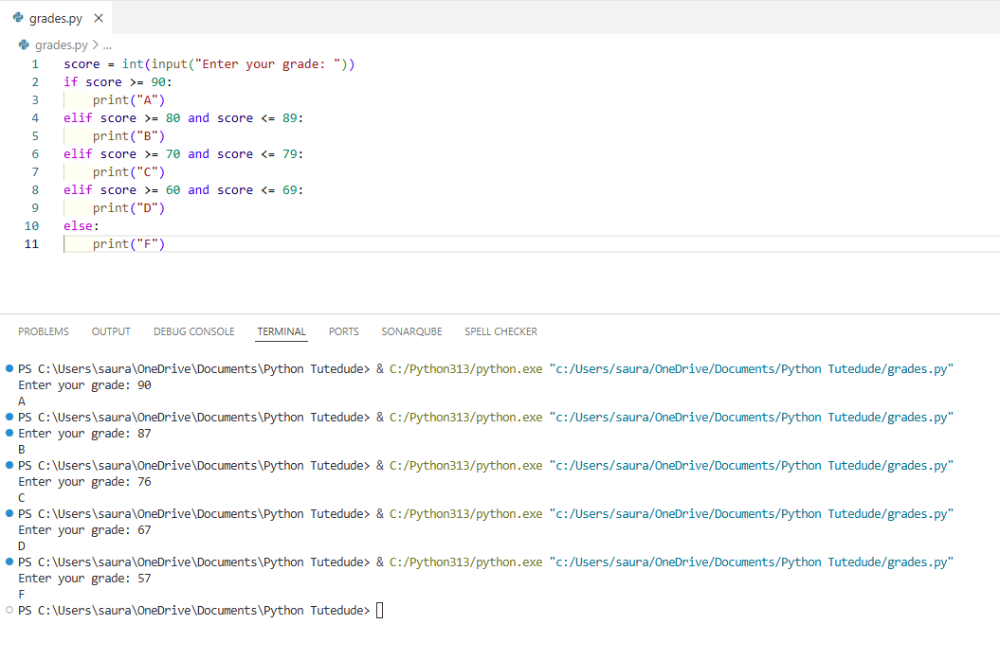 grades.py ×
grades.py > ...
1 score = int(input("Enter your grade: "))
2 if score >= 90:
3     print("A")
4 elif score >= 80 and score <= 89:
5     print("B")
6 elif score >= 70 and score <= 79:
7     print("C")
8 elif score >= 60 and score <= 69:
9     print("D")
10 else:
11     print("F")
PROBLEMS OUTPUT DEBUG CONSOLE TERMINAL PORTS SONARQUBE SPELL CHECKER
PS C:\Users\saura\OneDrive\Documents\Python Tutedude> & C:/Python313/python.exe "c:/Users/saura/OneDrive/Documents/Python Tutedude/grades.py"
Enter your grade: 90
A
PS C:\Users\saura\OneDrive\Documents\Python Tutedude> & C:/Python313/python.exe "c:/Users/saura/OneDrive/Documents/Python Tutedude/grades.py"
Enter your grade: 87
B
PS C:\Users\saura\OneDrive\Documents\Python Tutedude> & C:/Python313/python.exe "c:/Users/saura/OneDrive/Documents/Python Tutedude/grades.py"
Enter your grade: 76
C
PS C:\Users\saura\OneDrive\Documents\Python Tutedude> & C:/Python313/python.exe "c:/Users/saura/OneDrive/Documents/Python Tutedude/grades.py"
Enter your grade: 67
D
PS C:\Users\saura\OneDrive\Documents\Python Tutedude> & C:/Python313/python.exe "c:/Users/saura/OneDrive/Documents/Python Tutedude/grades.py"
Enter your grade: 57
F
PS C:\Users\saura\OneDrive\Documents\Python Tutedude>